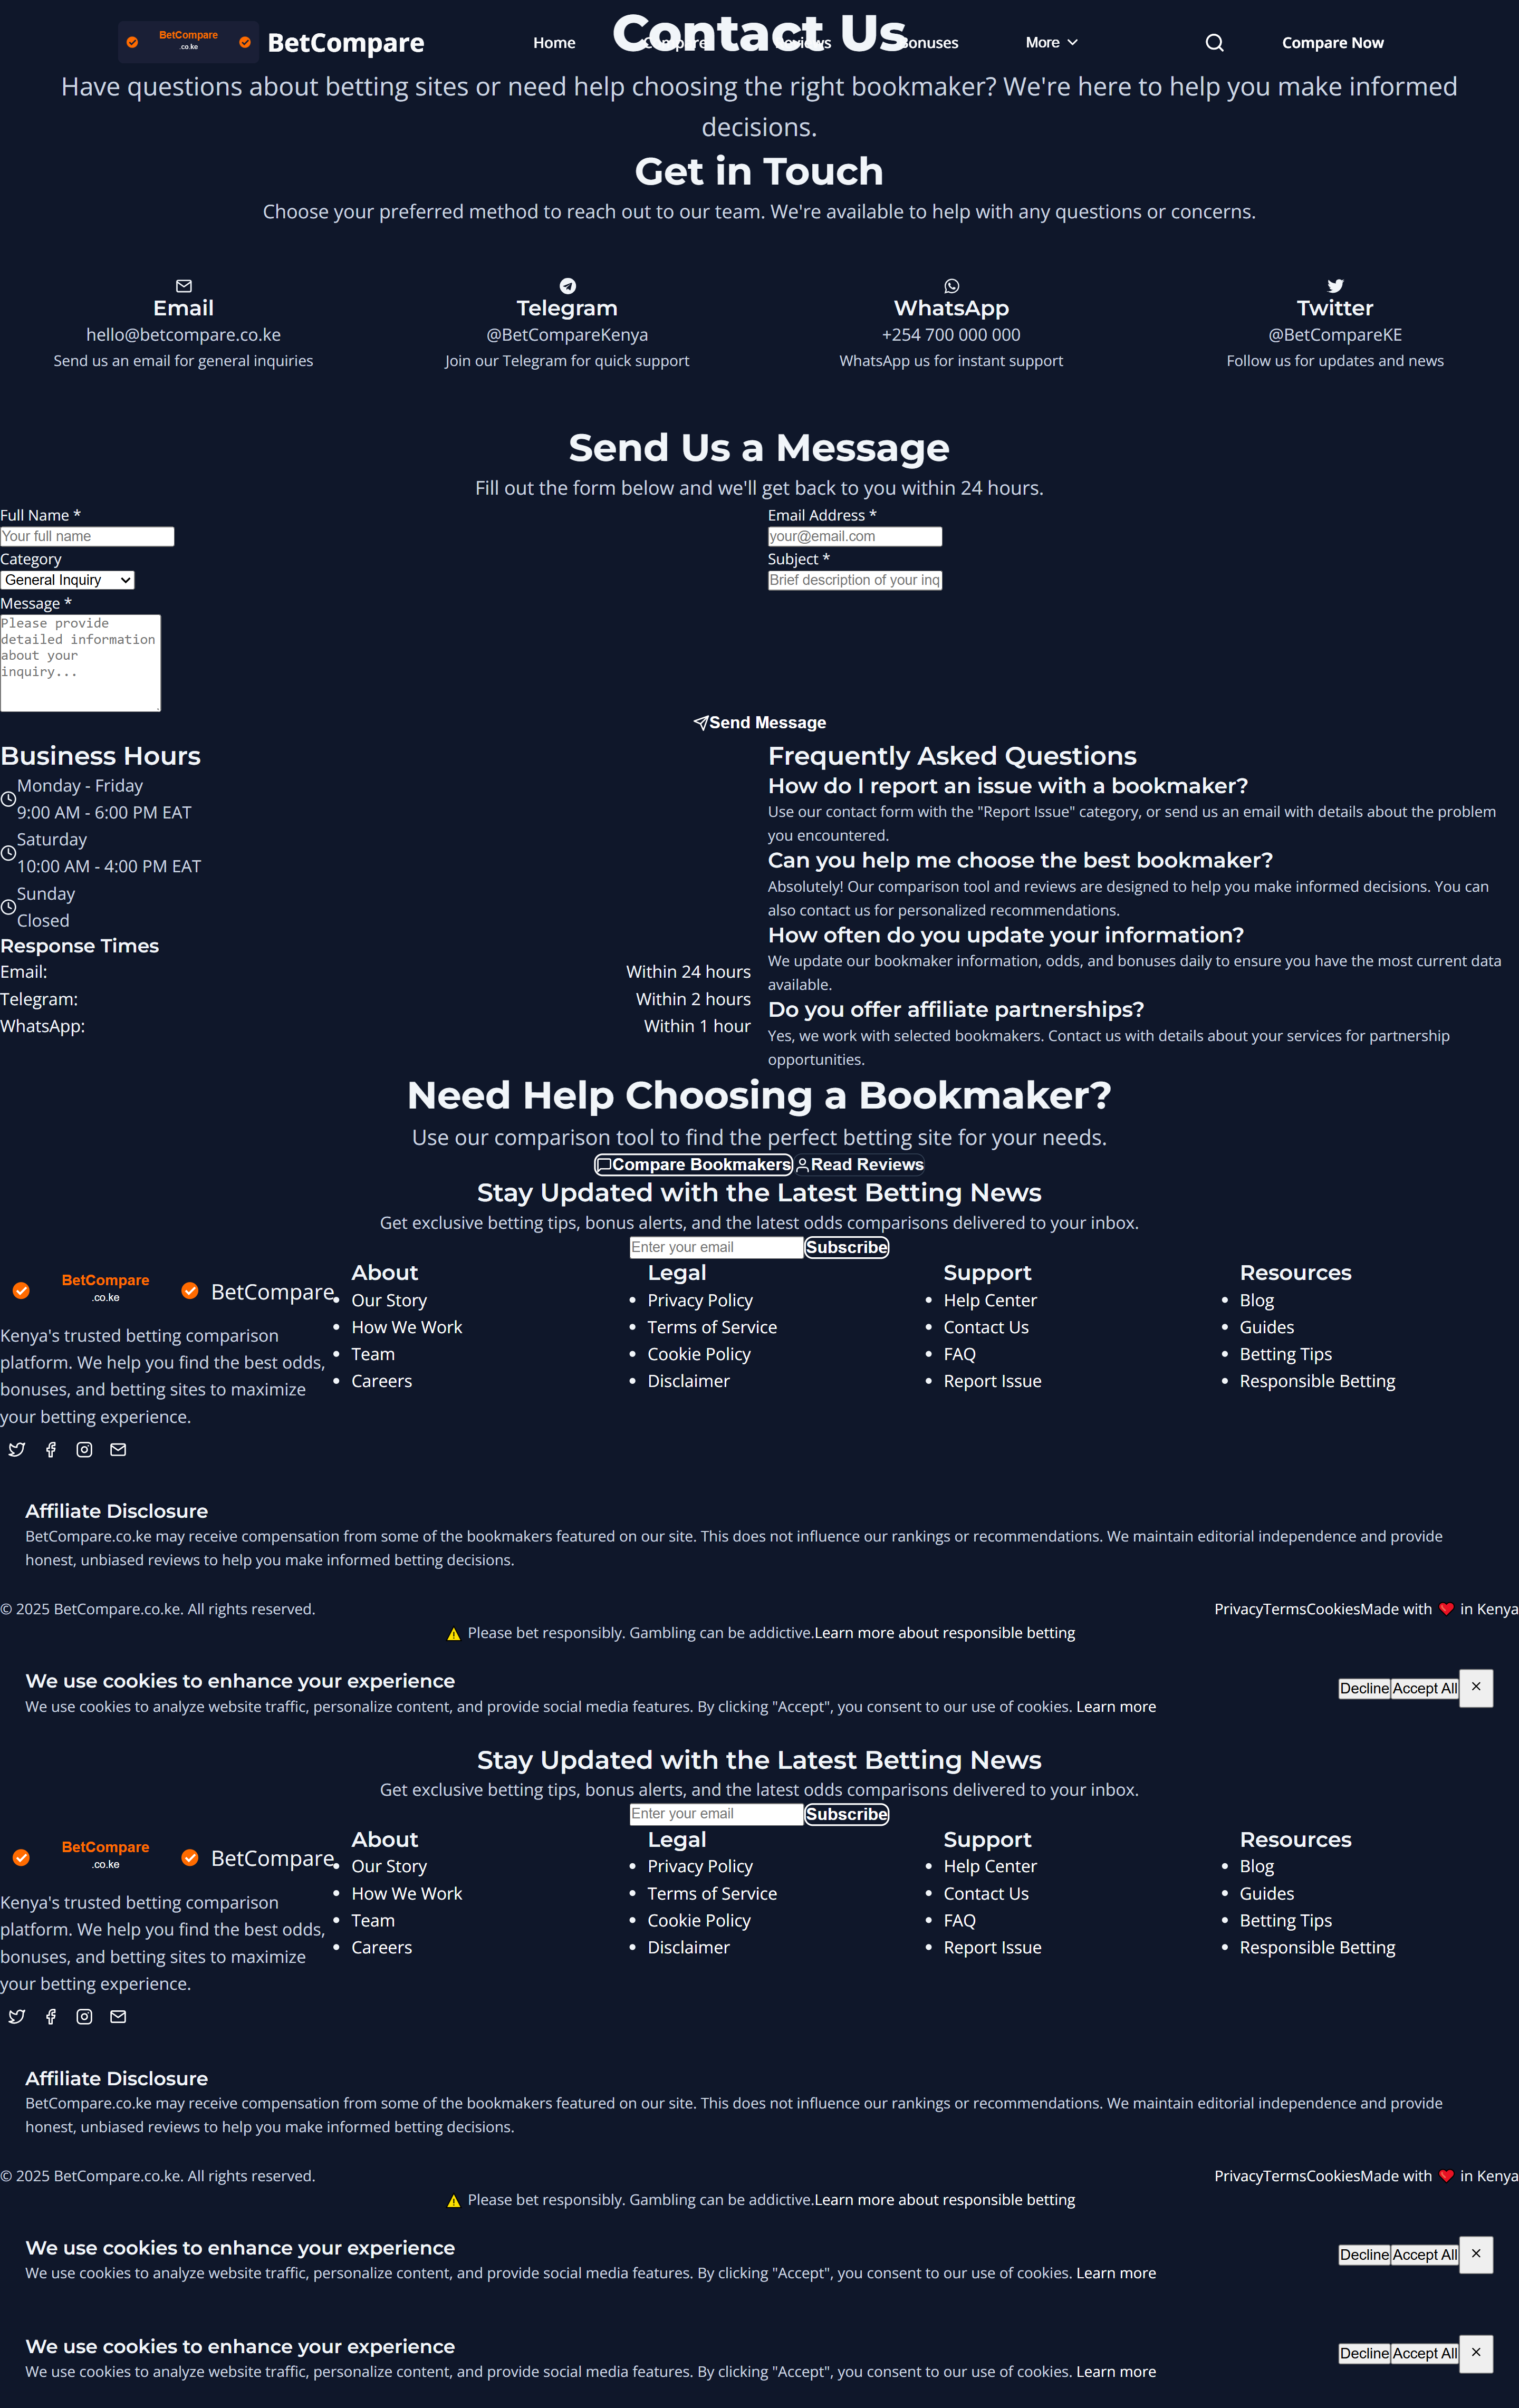 BetCompare
.co.ke
BetCompare
Home
Compare
Reviews
Bonuses
More
Compare Now
Contact Us
Have questions about betting sites or need help choosing the right bookmaker? We're here to help you make informed
decisions.
Get in Touch
Choose your preferred method to reach out to our team. We're available to help with any questions or concerns.
Email
hello@betcompare.co.ke
Send us an email for general inquiries
Telegram
@BetCompareKenya
Join our Telegram for quick support
WhatsApp
+254 700 000 000
WhatsApp us for instant support
Twitter
@BetCompareKE
Follow us for updates and news
Send Us a Message
Fill out the form below and we'll get back to you within 24 hours.
Full Name *
Your full name
Email Address *
your@email.com
Category
General Inquiry
Subject *
Brief description of your inq
Message *
Please provide
detailed information
about your
inquiry...
Send Message
Business Hours
Monday - Friday
9:00 AM - 6:00 PM EAT
Saturday
10:00 AM - 4:00 PM EAT
Sunday
Closed
Response Times
Email: Within 24 hours
Telegram: Within 2 hours
WhatsApp: Within 1 hour
Frequently Asked Questions
How do I report an issue with a bookmaker?
Use our contact form with the "Report Issue" category, or send us an email with details about the problem
you encountered.
Can you help me choose the best bookmaker?
Absolutely! Our comparison tool and reviews are designed to help you make informed decisions. You can
also contact us for personalized recommendations.
How often do you update your information?
We update our bookmaker information, odds, and bonuses daily to ensure you have the most current data
available.
Do you offer affiliate partnerships?
Yes, we work with selected bookmakers. Contact us with details about your services for partnership
opportunities.
Need Help Choosing a Bookmaker?
Use our comparison tool to find the perfect betting site for your needs.
Compare Bookmakers
Read Reviews
Stay Updated with the Latest Betting News
Get exclusive betting tips, bonus alerts, and the latest odds comparisons delivered to your inbox.
Enter your email
Subscribe
BetCompare
.co.ke
BetCompare
Kenya's trusted betting comparison
platform. We help you find the best odds,
bonuses, and betting sites to maximize
your betting experience.
About
• Our Story
• How We Work
• Team
• Careers
Legal
• Privacy Policy
• Terms of Service
• Cookie Policy
• Disclaimer
Support
• Help Center
• Contact Us
• FAQ
• Report Issue
Resources
• Blog
• Guides
• Betting Tips
• Responsible Betting
Affiliate Disclosure
BetCompare.co.ke may receive compensation from some of the bookmakers featured on our site. This does not influence our rankings or recommendations. We maintain editorial independence and provide
honest, unbiased reviews to help you make informed betting decisions.
© 2025 BetCompare.co.ke. All rights reserved.
PrivacyTermsCookiesMade with ❤️ in Kenya
⚠️ Please bet responsibly. Gambling can be addictive.Learn more about responsible betting
We use cookies to enhance your experience
We use cookies to analyze website traffic, personalize content, and provide social media features. By clicking "Accept", you consent to our use of cookies. Learn more
Decline
Accept All
×
Stay Updated with the Latest Betting News
Get exclusive betting tips, bonus alerts, and the latest odds comparisons delivered to your inbox.
Enter your email
Subscribe
BetCompare
.co.ke
BetCompare
Kenya's trusted betting comparison
platform. We help you find the best odds,
bonuses, and betting sites to maximize
your betting experience.
About
• Our Story
• How We Work
• Team
• Careers
Legal
• Privacy Policy
• Terms of Service
• Cookie Policy
• Disclaimer
Support
• Help Center
• Contact Us
• FAQ
• Report Issue
Resources
• Blog
• Guides
• Betting Tips
• Responsible Betting
Affiliate Disclosure
BetCompare.co.ke may receive compensation from some of the bookmakers featured on our site. This does not influence our rankings or recommendations. We maintain editorial independence and provide
honest, unbiased reviews to help you make informed betting decisions.
© 2025 BetCompare.co.ke. All rights reserved.
PrivacyTermsCookiesMade with ❤️ in Kenya
⚠️ Please bet responsibly. Gambling can be addictive.Learn more about responsible betting
We use cookies to enhance your experience
We use cookies to analyze website traffic, personalize content, and provide social media features. By clicking "Accept", you consent to our use of cookies. Learn more
Decline
Accept All
×
We use cookies to enhance your experience
We use cookies to analyze website traffic, personalize content, and provide social media features. By clicking "Accept", you consent to our use of cookies. Learn more
Decline
Accept All
×